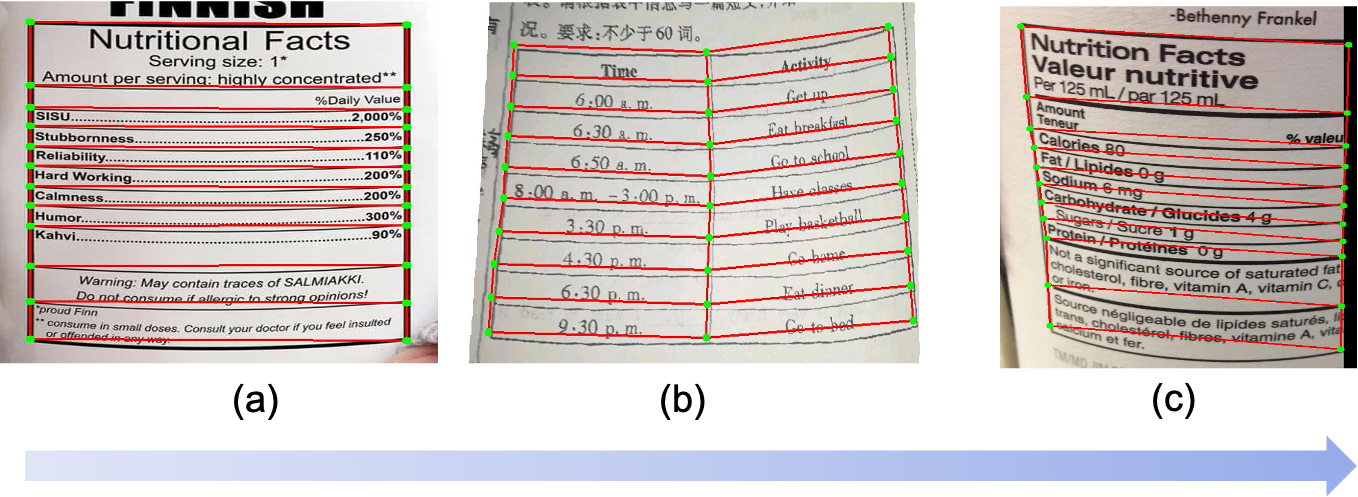 FINNISH
Nutritional Facts
Serving size: 1*
Amount per serving: highly concentrated**
%Daily Value
SISU 2,000%
Stubbornness 250%
Reliability 110%
Hard Working 200%
Calmness 200%
Humor 300%
Kahvi 90%
Warning: May contain traces of SALMIAKKI.
Do not consume if allergic to strong opinions!
*proud Finn
** consume in small doses. Consult your doctor if you feel insulted
or offended in any way.
(a)
况。要求:不少于60词。
Time Activity
6:00 a. m. Get up
6:30 a. m. Eat breakfast
6:50 a. m. Go to school
8:00 a. m. -3:00 p. m. Have classes
3:30 p. m. Play basketball
4:30 p. m. Go home
6:30 p. m. Eat dinner
9:30 p. m. Go to bed
(b)
-Bethenny Frankel
Nutrition Facts
Valeur nutritive
Per 125 mL / par 125 mL
Amount
Teneur
% valeu
Calories 80
Fat / Lipides 0 g
Sodium 6 mg
Carbohydrate / Glucides 4 g
Sugars / Sucre 1 g
Protein / Protéines 0 g
Not a significant source of saturated fat
cholesterol, fibre, vitamin A, vitamin C,
or iron.
Source négligeable de lipides saturés,
trans, cholestérol, fibres, vitamine A, vita
calcium et fer.
(c)